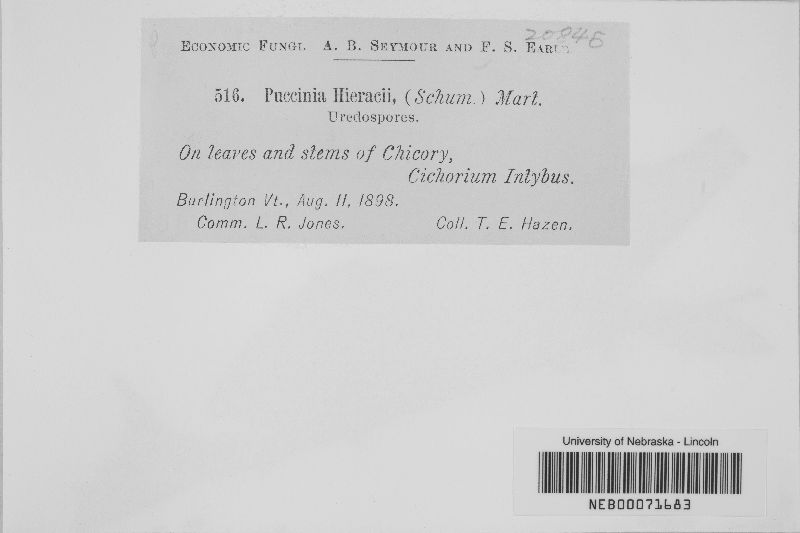 20846
Economic Fungi. A. B. Seymour and F. S. Earle
516. Puccinia Hieracii, (Schum.) Mart.
Uredospores.
On leaves and stems of Chicory,
Cichorium Intybus.
Burlington Vt., Aug. 11, 1898.
Comm. L. R. Jones. Coll. T. E. Hazen.
University of Nebraska - Lincoln
NEB00071683